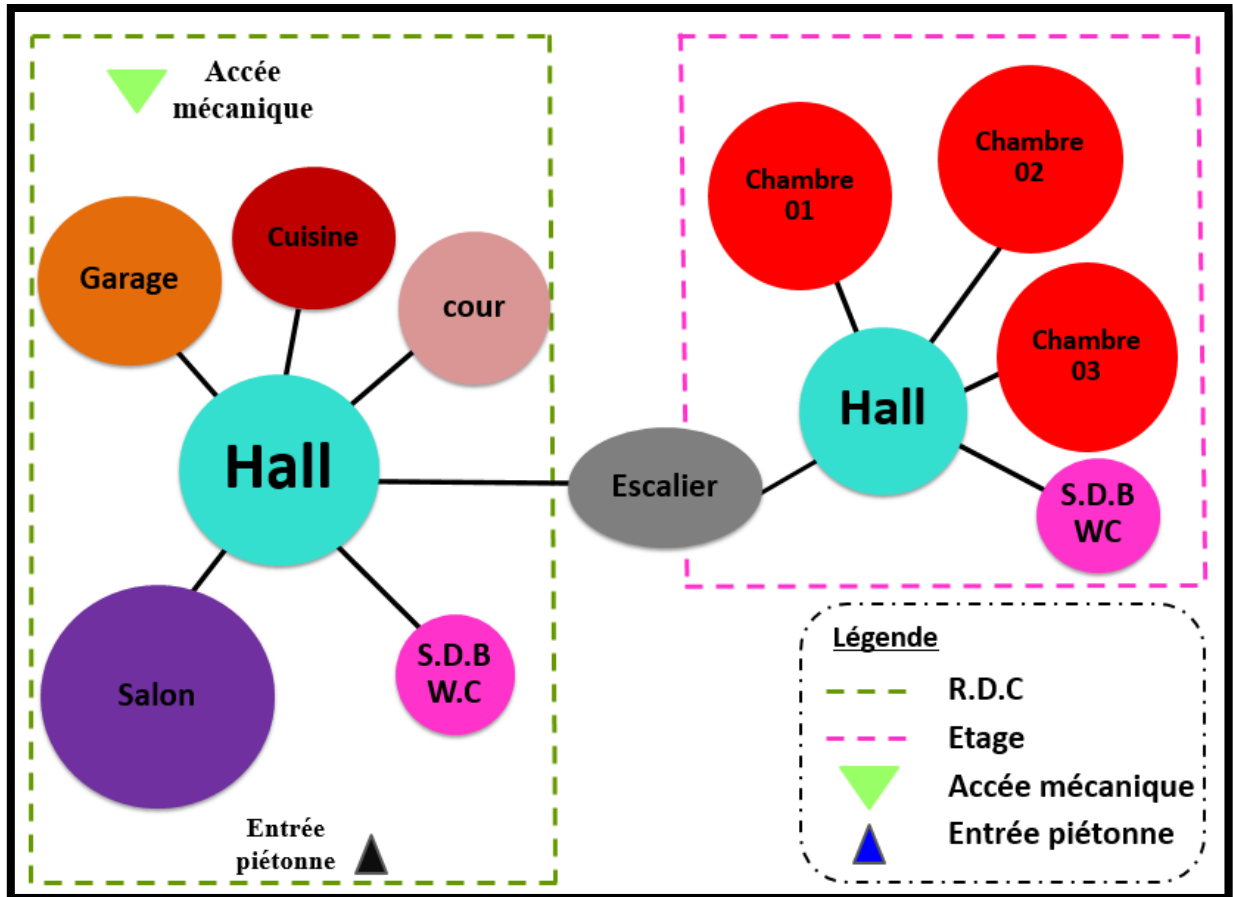 Accée
mécanique
Garage
Cuisine
cour
Hall
Salon
S.D.B
W.C
Entrée
piétonne
Escalier
Chambre
01
Chambre
02
Chambre
03
Hall
S.D.B
WC
Légende
R.D.C
Etage
Accée mécanique
Entrée piétonne